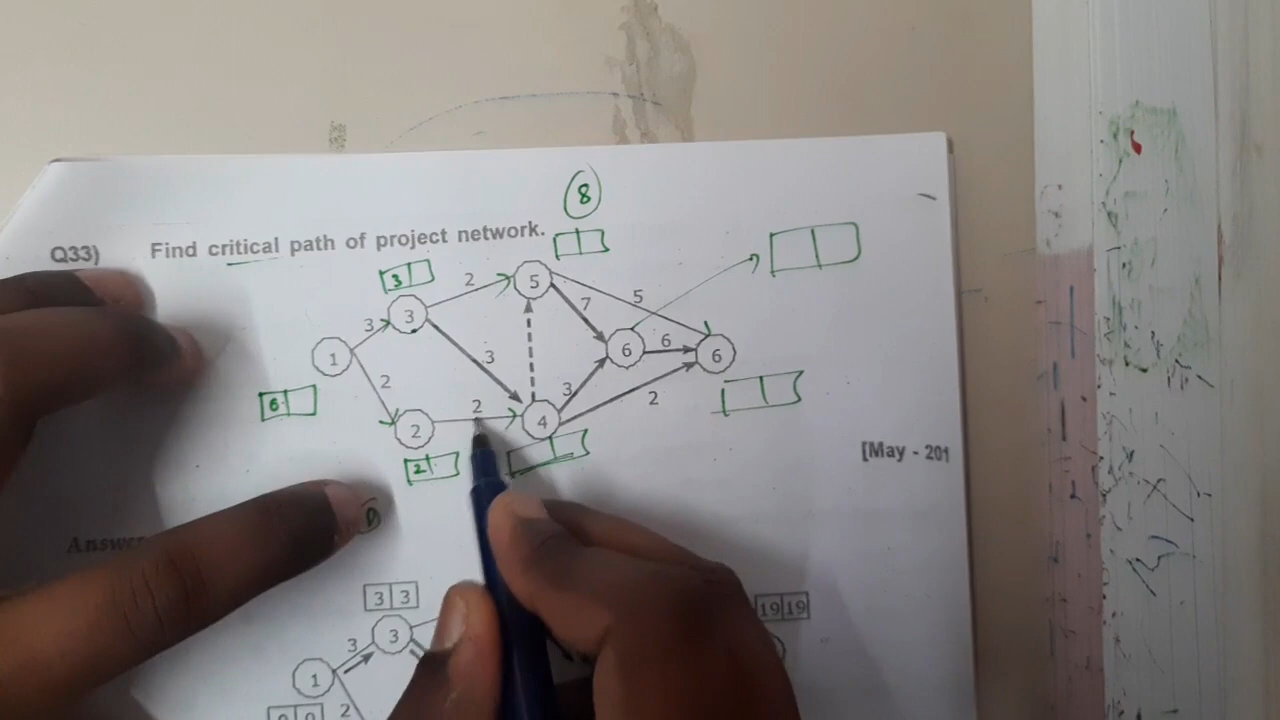 8
Q33) Find critical path of project network.
3
2 5
3 3 7 5
1 3 6 6 6
2
6 2 3 2
2 4
2
[May - 201
D
Answe
3 3
19 19
3 3
1
0 0 2